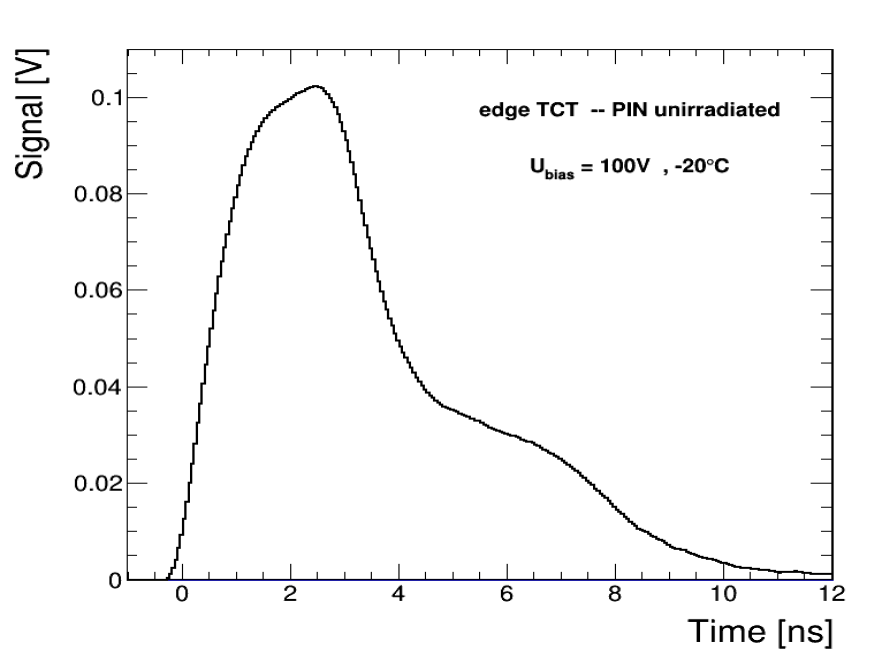 Signal [V]
0.1
0.08
0.06
0.04
0.02
0
edge TCT -- PIN unirradiated
Ubias = 100V , -20°C
0 2 4 6 8 10 12
Time [ns]